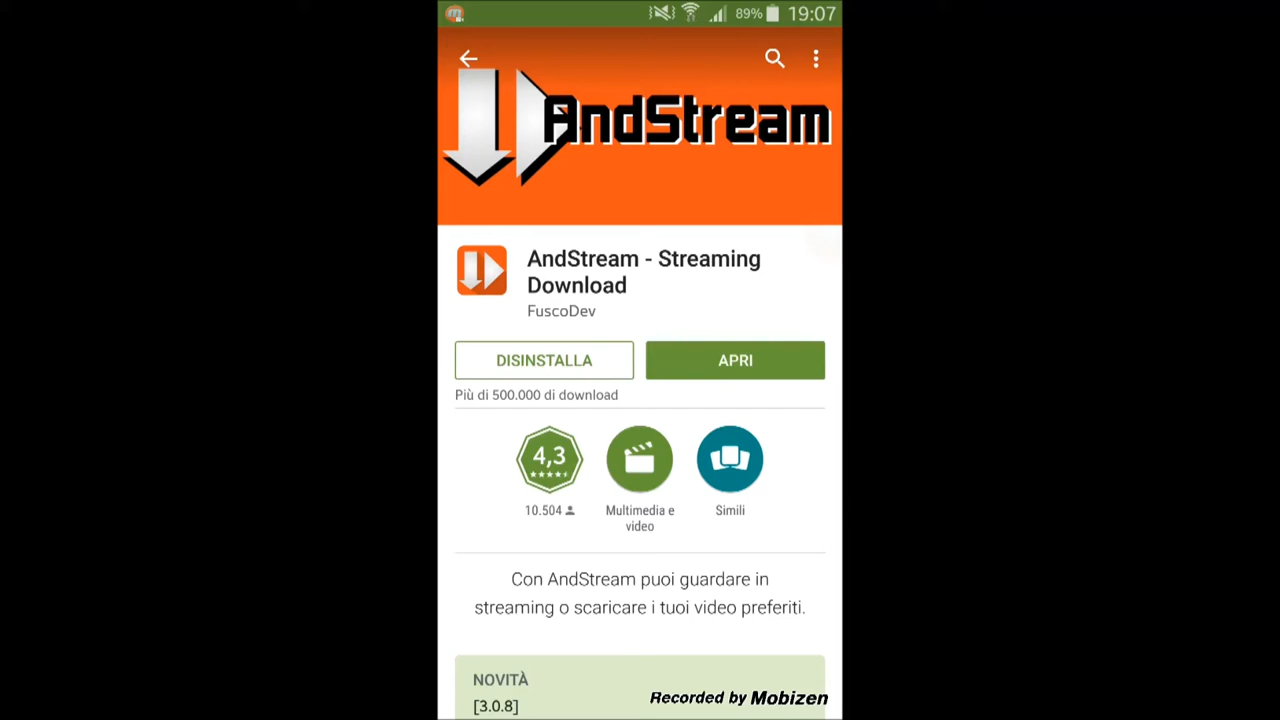 89% 19:07
AndStream
AndStream - Streaming
Download
FuscoDev
DISINSTALLA
APRI
Più di 500.000 di download
4,3
10.504
Multimedia e
video
Simili
Con AndStream puoi guardare in
streaming o scaricare i tuoi video preferiti.
NOVITÀ
[3.0.8]
Recorded by Mobizen